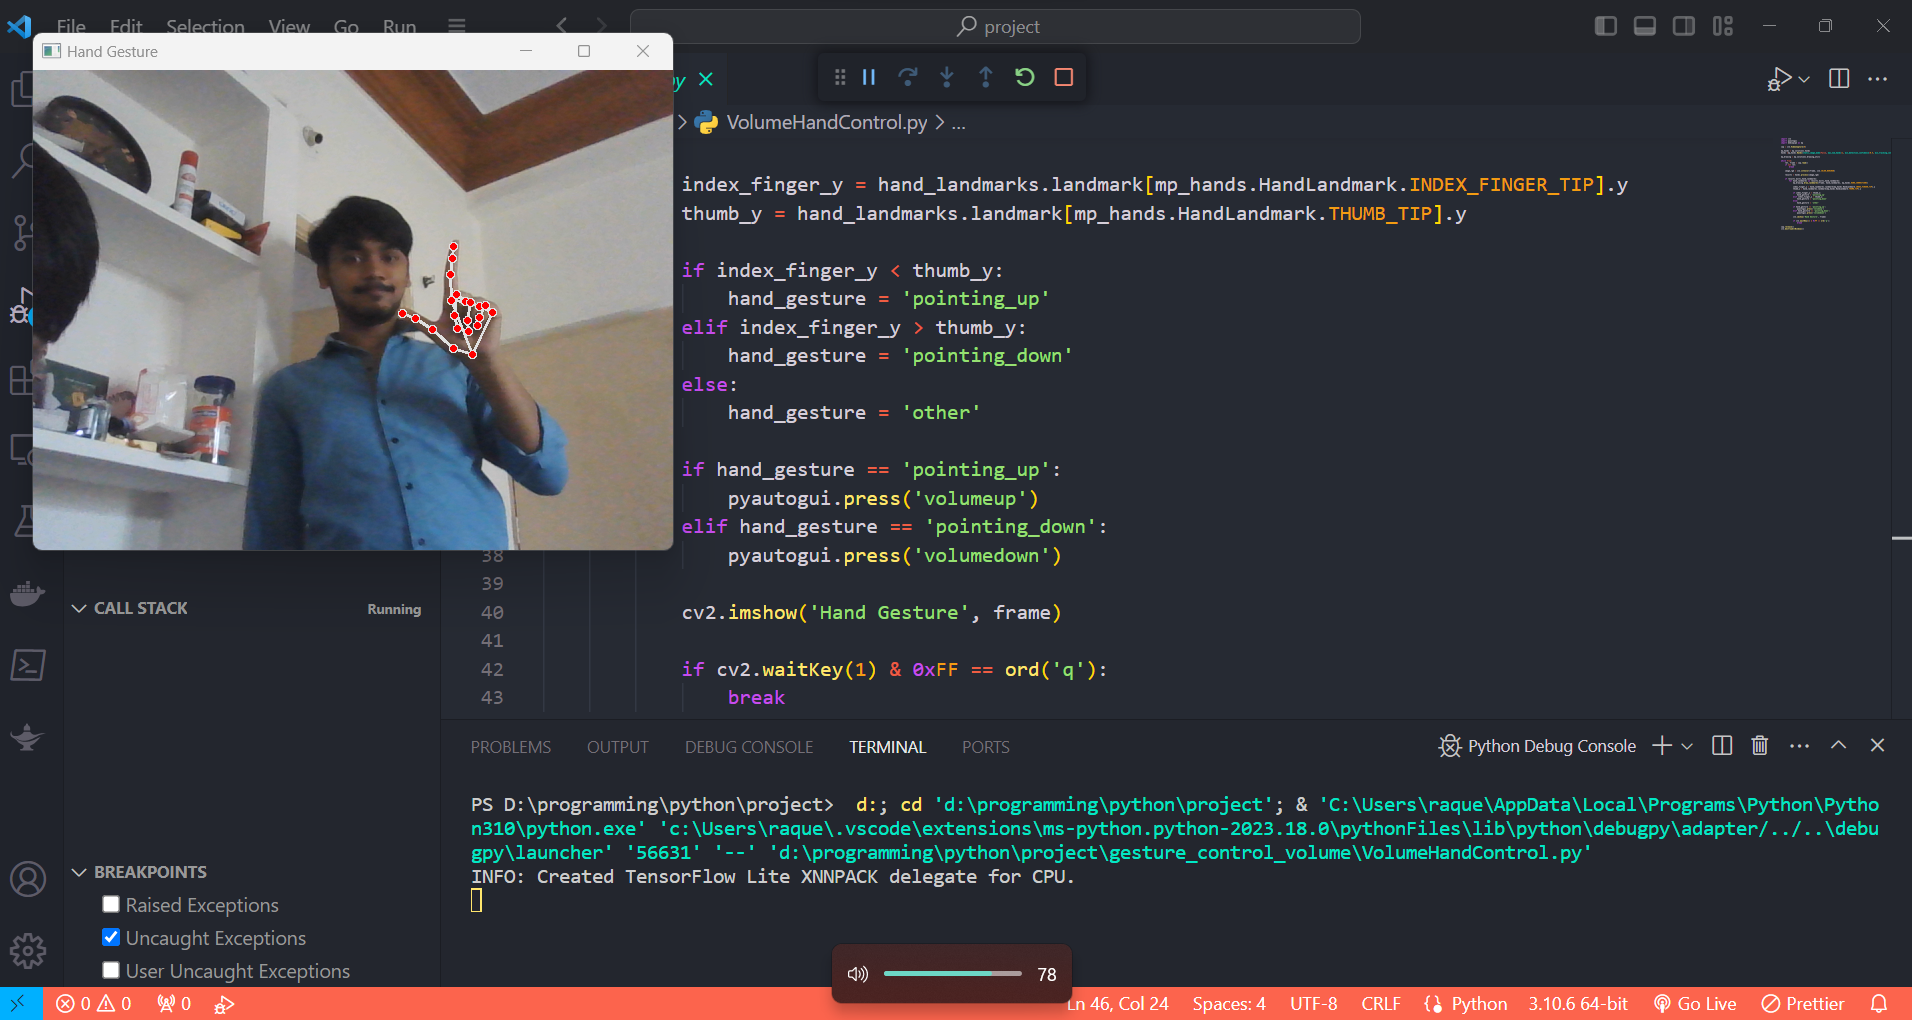 File Edit Selection View Go Run
project
Hand Gesture
py
VolumeHandControl.py > ...
index_finger_y = hand_landmarks.landmark[mp_hands.HandLandmark.INDEX_FINGER_TIP].y
thumb_y = hand_landmarks.landmark[mp_hands.HandLandmark.THUMB_TIP].y
if index_finger_y < thumb_y:
hand_gesture = 'pointing_up'
elif index_finger_y > thumb_y:
hand_gesture = 'pointing_down'
else:
hand_gesture = 'other'
if hand_gesture == 'pointing_up':
pyautogui.press('volumeup')
elif hand_gesture == 'pointing_down':
38 pyautogui.press('volumedown')
39
40 cv2.imshow('Hand Gesture', frame)
41
42 if cv2.waitKey(1) & 0xFF == ord('q'):
43 break
CALL STACK Running
BREAKPOINTS
Raised Exceptions
Uncaught Exceptions
User Uncaught Exceptions
PROBLEMS OUTPUT DEBUG CONSOLE TERMINAL PORTS
Python Debug Console
PS D:\programming\python\project>  d:; cd 'd:\programming\python\project'; & 'C:\Users\raque\AppData\Local\Programs\Python\Pytho
n310\python.exe' 'c:\Users\raque\.vscode\extensions\ms-python.python-2023.18.0\pythonFiles\lib\python\debugpy\adapter/../..\debu
gpy\launcher' '56631' '--' 'd:\programming\python\project\gesture_control_volume\VolumeHandControl.py'
INFO: Created TensorFlow Lite XNNPACK delegate for CPU.
78
0 0 0 Ln 46, Col 24 Spaces: 4 UTF-8 CRLF Python 3.10.6 64-bit Go Live Prettier